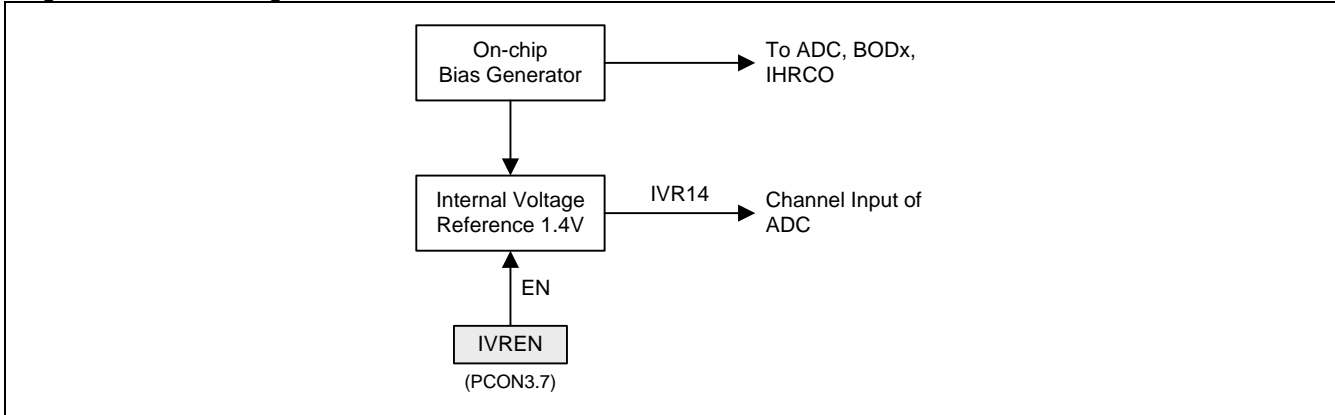 On-chip
Bias Generator
To ADC, BODx,
IHRCO
Internal Voltage
Reference 1.4V
IVR14
Channel Input of
ADC
EN
IVREN
(PCON3.7)